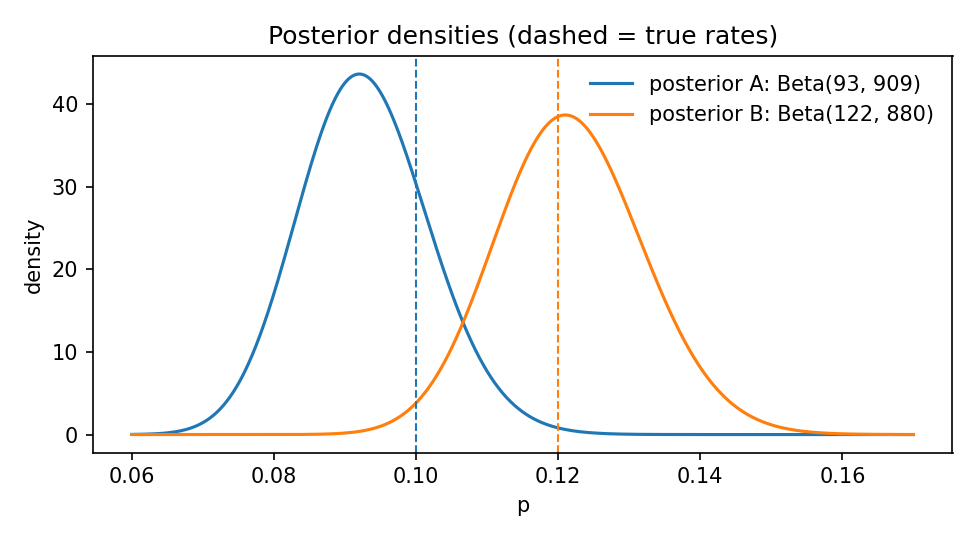 Posterior densities (dashed = true rates)
posterior A: Beta(93, 909)
posterior B: Beta(122, 880)
density
40
30
20
10
0
0.06 0.08 0.10 0.12 0.14 0.16
p